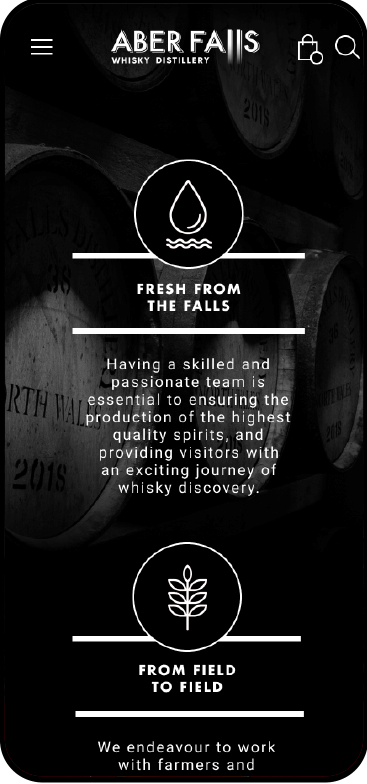 ABER FAllS
WHISKY DISTILLERY
FRESH FROM
THE FALLS
Having a skilled and
passionate team is
essential to ensuring the
production of the highest
quality spirits, and
providing visitors with
an exciting journey of
whisky discovery.
36
RTH WALES
2018
FROM FIELD
TO FIELD
We endeavour to work
with farmers and